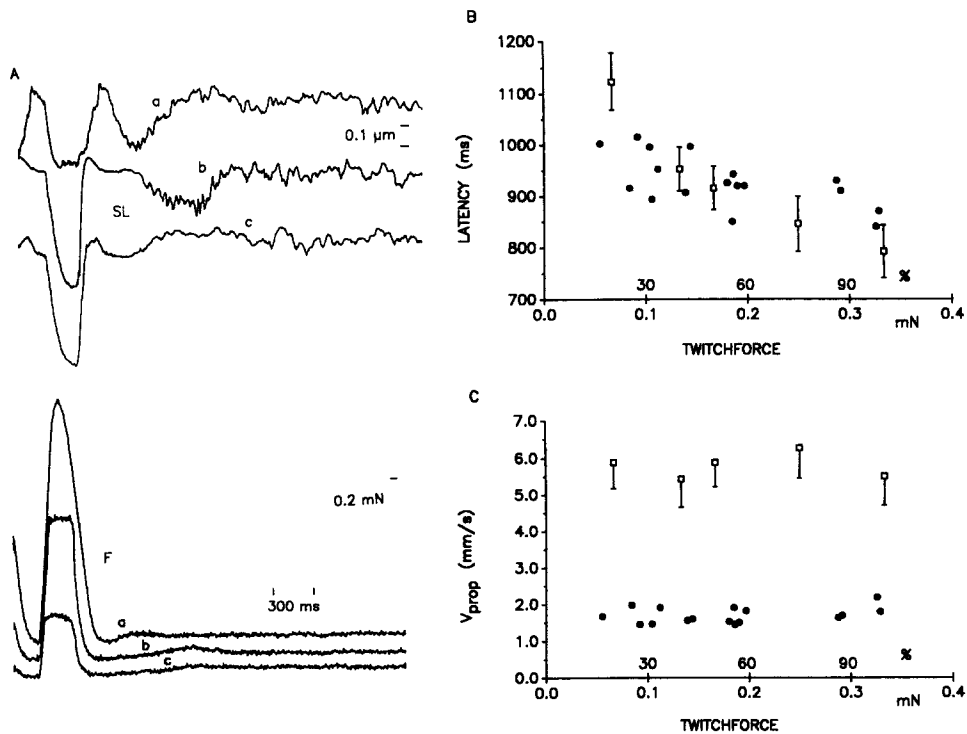 A
a
0.1 µm
b
SL
c
0.2 mN
F
300 ms
a
b
c
B
1200
1100
1000
900
800
700
LATENCY (ms)
30 60 90 %
0.0 0.1 0.2 0.3 0.4
mN
TWITCHFORCE
C
7.0
6.0
5.0
4.0
3.0
2.0
1.0
0.0
Vprop (mm/s)
30 60 90 %
0.0 0.1 0.2 0.3 0.4
mN
TWITCHFORCE